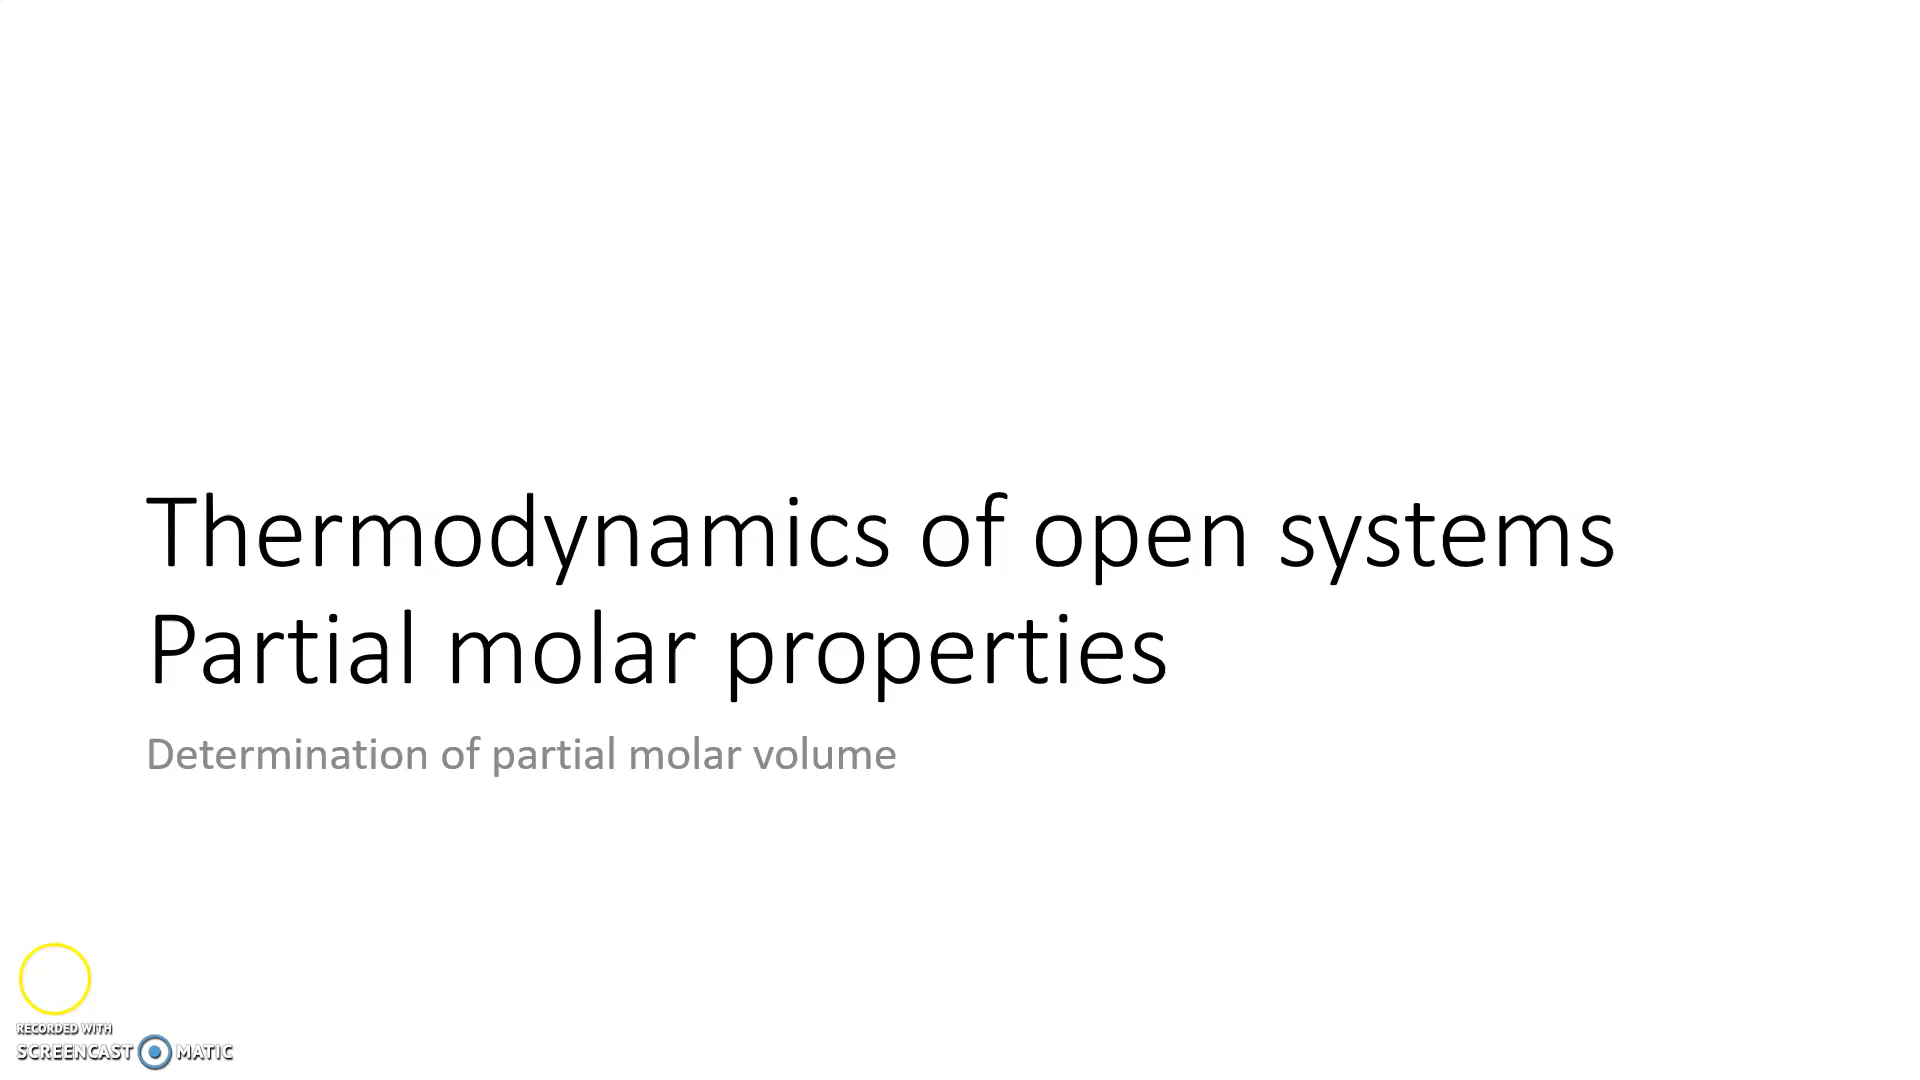 Thermodynamics of open systems
Partial molar properties
Determination of partial molar volume
RECORDED WITH
SCREENCAST MATIC